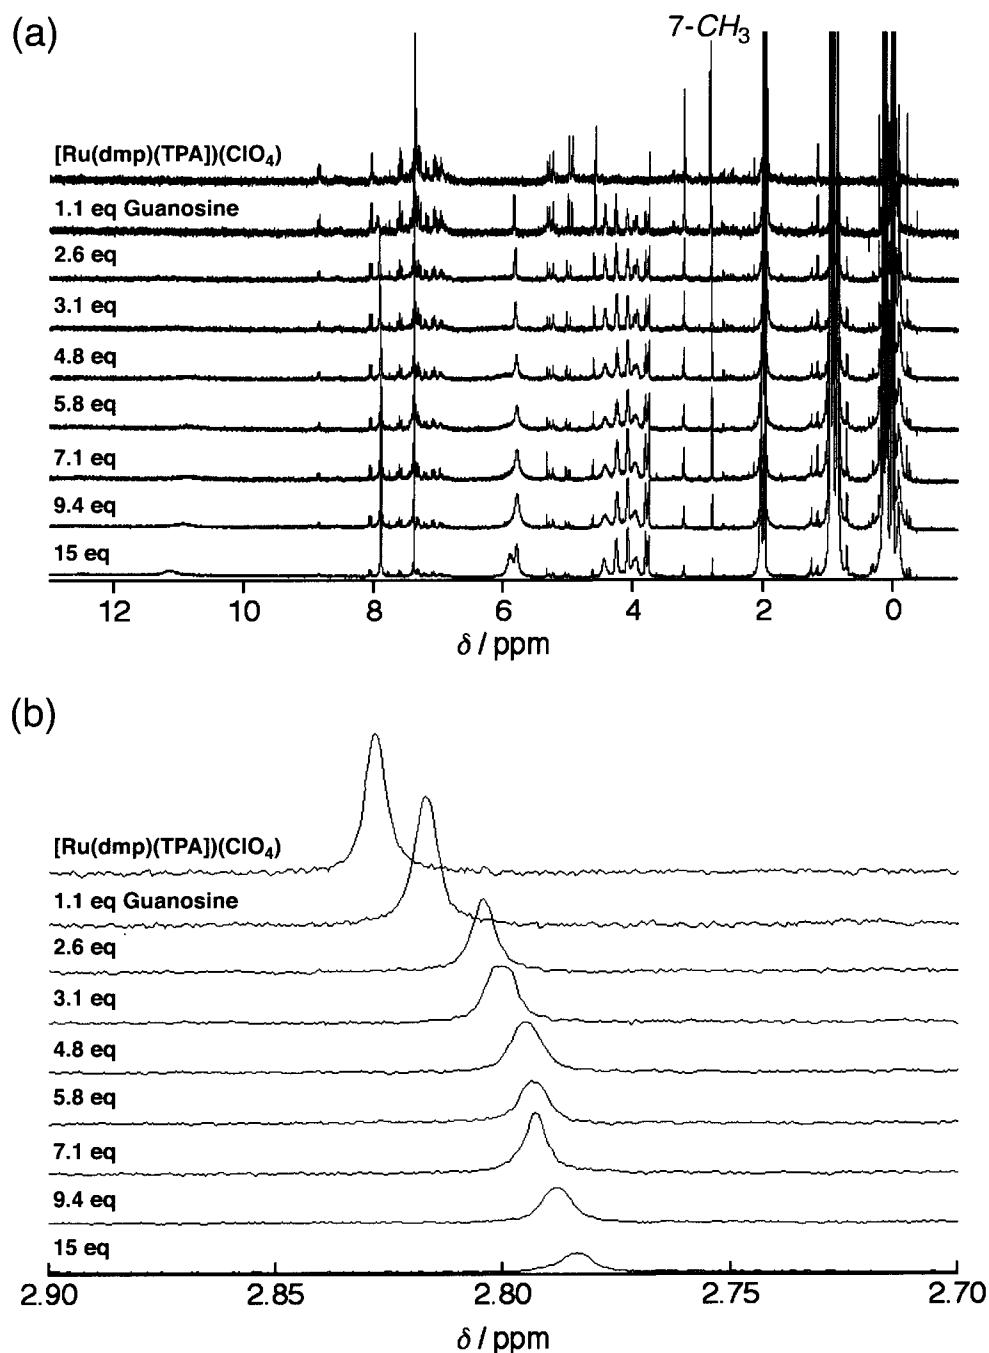 (a)
7-CH₃
[Ru(dmp)(TPA])(ClO₄)
1.1 eq Guanosine
2.6 eq
3.1 eq
4.8 eq
5.8 eq
7.1 eq
9.4 eq
15 eq
12 10 8 6 4 2 0
δ / ppm
(b)
[Ru(dmp)(TPA])(ClO₄)
1.1 eq Guanosine
2.6 eq
3.1 eq
4.8 eq
5.8 eq
7.1 eq
9.4 eq
15 eq
2.90 2.85 2.80 2.75 2.70
δ / ppm